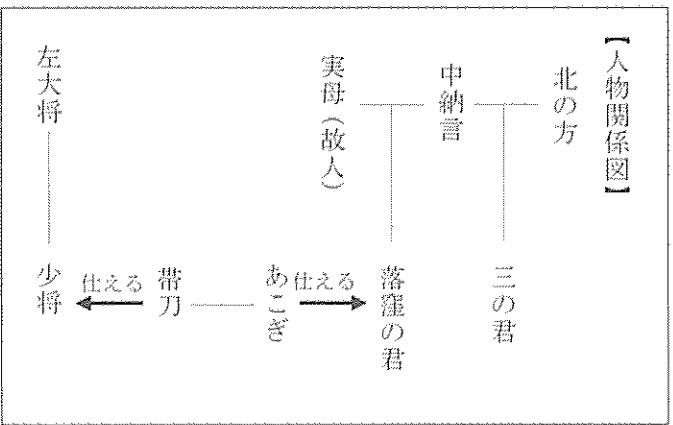 【人物関係図】
北の方
中納言
実母（故人）
左大将
三の君
落窪の君
仕える
あこぎ
帯刀
仕える
少将